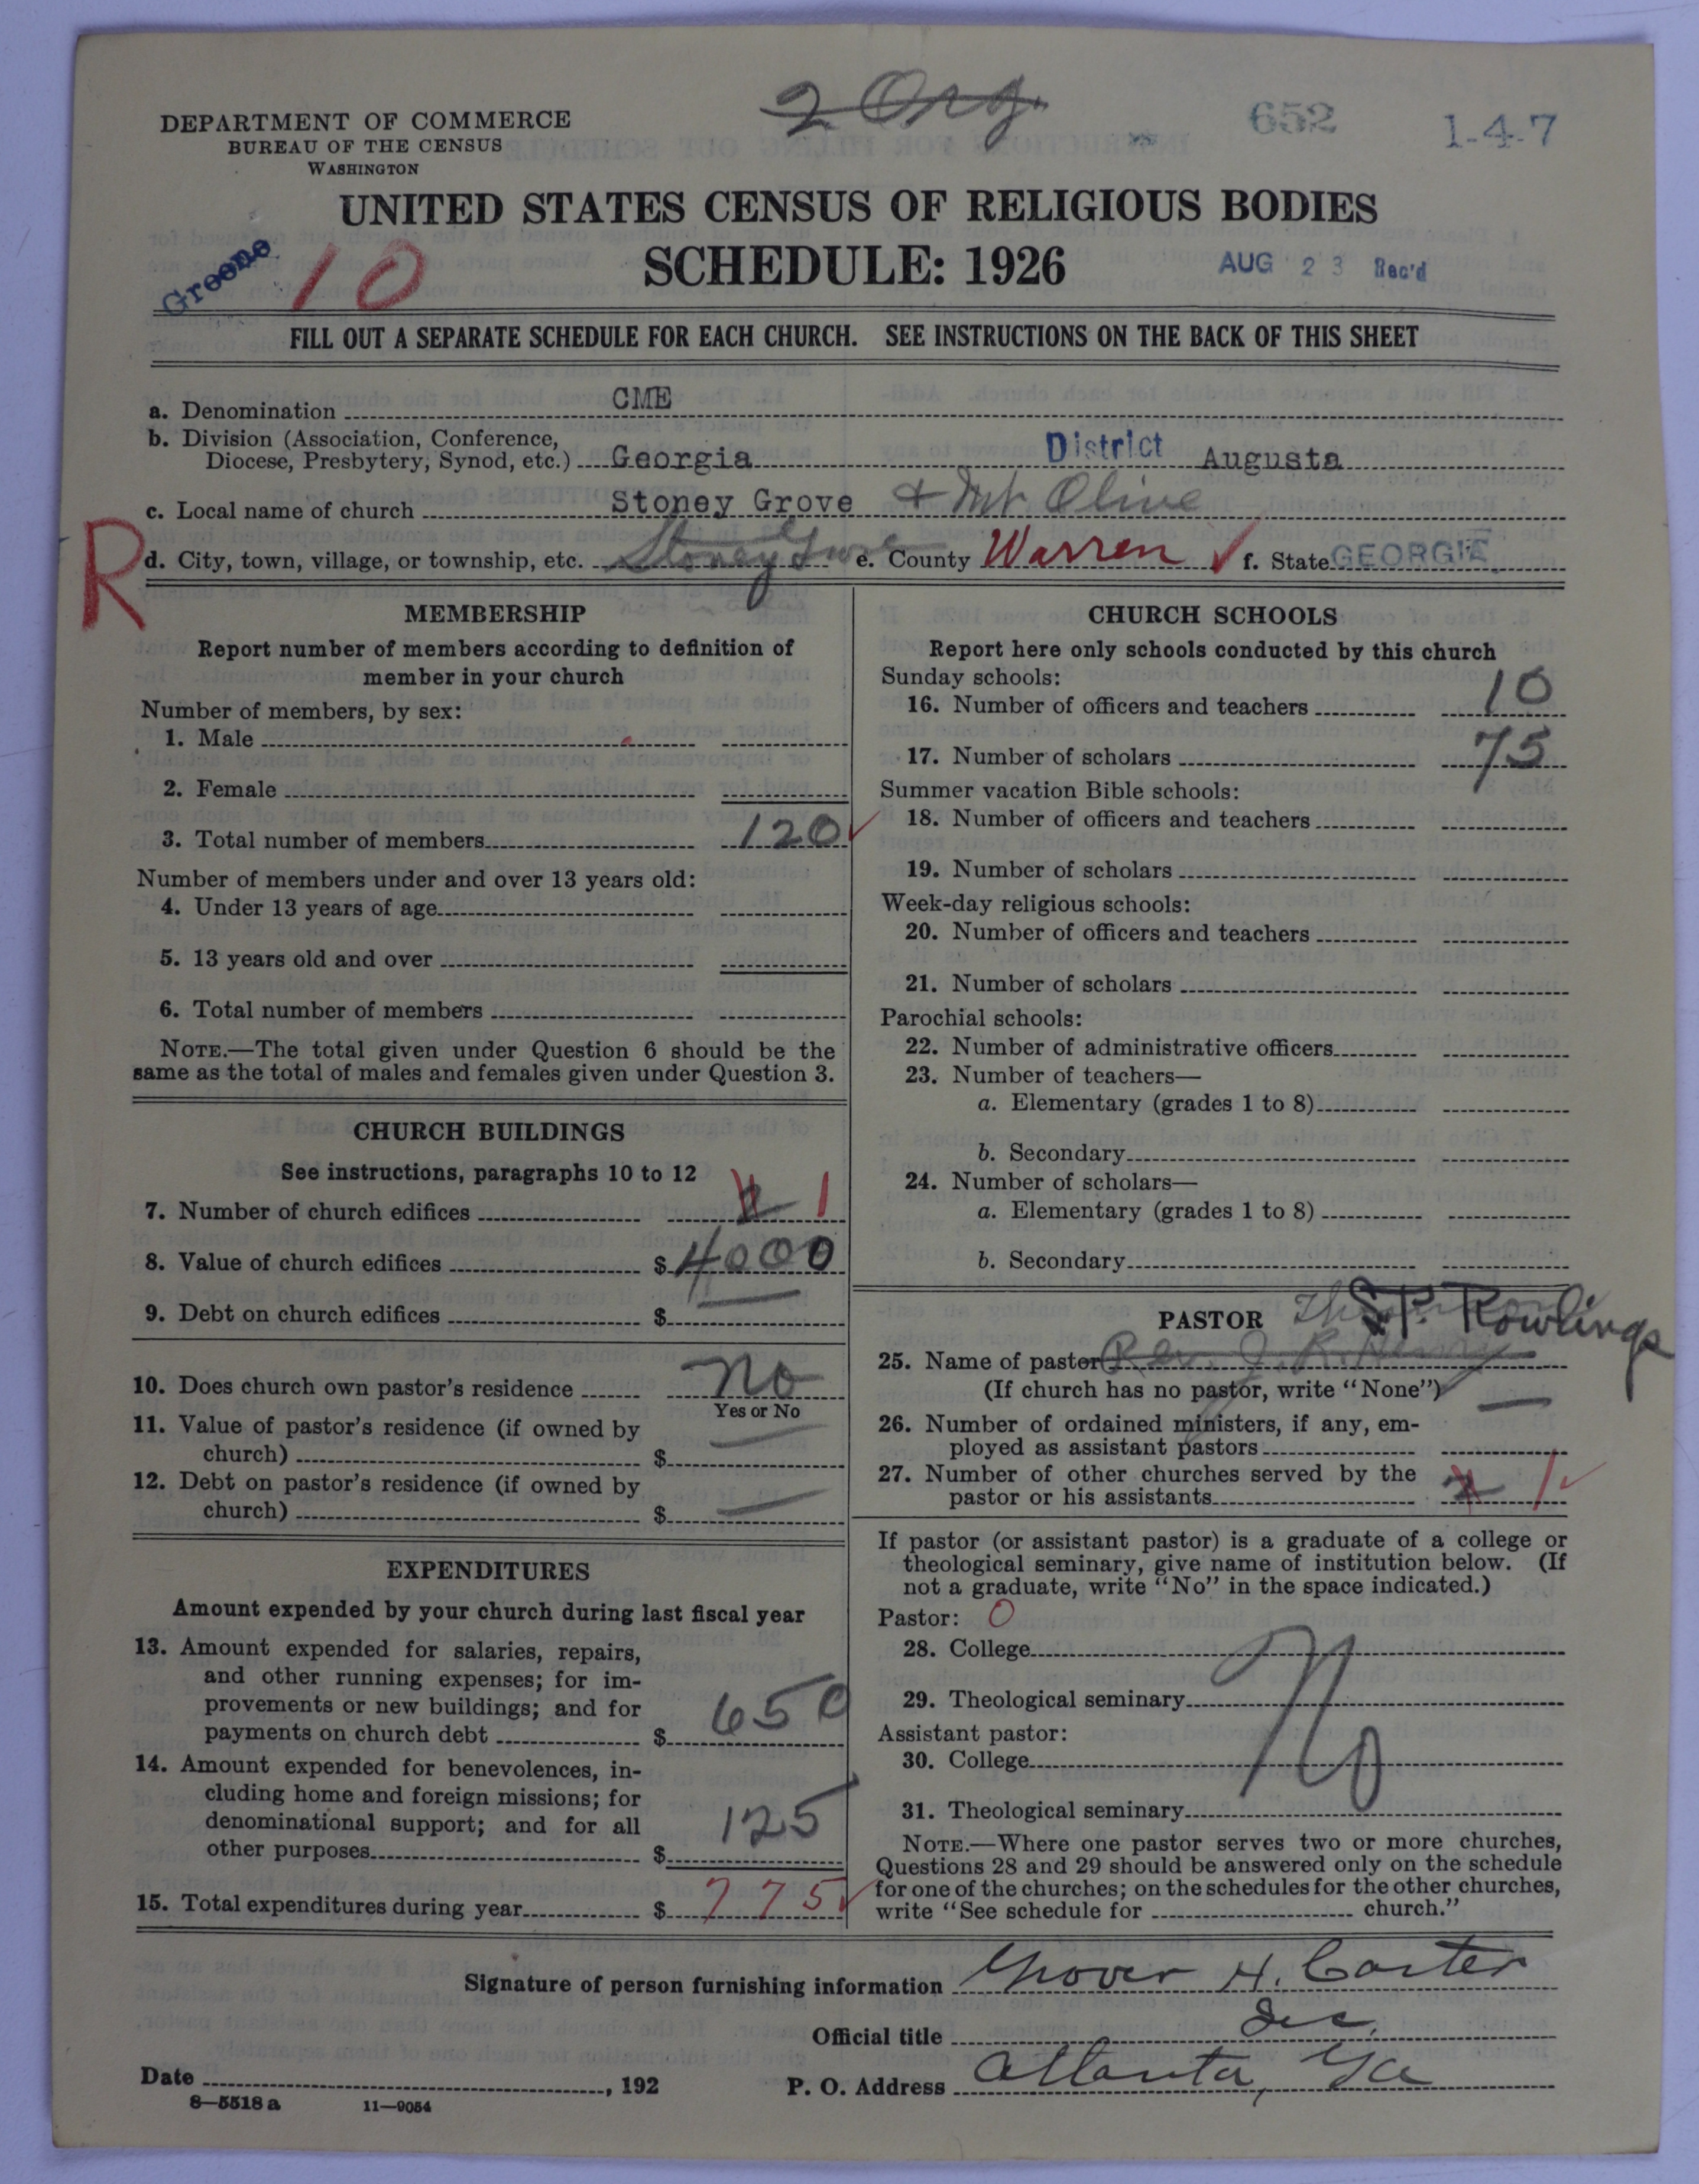 2 Org.
652
1-4-7
DEPARTMENT OF COMMERCE
BUREAU OF THE CENSUS
WASHINGTON
UNITED STATES CENSUS OF RELIGIOUS BODIES
SCHEDULE: 1926
Greene
10
AUG 23 Rec'd
FILL OUT A SEPARATE SCHEDULE FOR EACH CHURCH. SEE INSTRUCTIONS ON THE BACK OF THIS SHEET
a. Denomination CME
b. Division (Association, Conference,
Diocese, Presbytery, Synod, etc.) Georgia District Augusta
c. Local name of church Stoney Grove & Mt Olive
R
d. City, town, village, or township, etc. Stoney e. County Warren f. State GEORGIA
MEMBERSHIP
Report number of members according to definition of
member in your church
Number of members, by sex:
1. Male
2. Female
3. Total number of members 120
Number of members under and over 13 years old:
4. Under 13 years of age
5. 13 years old and over
6. Total number of members
NOTE.—The total given under Question 6 should be the
same as the total of males and females given under Question 3.
CHURCH BUILDINGS
See instructions, paragraphs 10 to 12
7. Number of church edifices 2 1
8. Value of church edifices $ 4000
9. Debt on church edifices $ —
10. Does church own pastor's residence No
Yes or No
11. Value of pastor's residence (if owned by
church) $ —
12. Debt on pastor's residence (if owned by
church) $ —
EXPENDITURES
Amount expended by your church during last fiscal year
13. Amount expended for salaries, repairs,
and other running expenses; for im-
provements or new buildings; and for
payments on church debt $ 650
14. Amount expended for benevolences, in-
cluding home and foreign missions; for
denominational support; and for all
other purposes $ 125
15. Total expenditures during year $ 775
CHURCH SCHOOLS
Report here only schools conducted by this church
Sunday schools:
16. Number of officers and teachers 10
17. Number of scholars 75
Summer vacation Bible schools:
18. Number of officers and teachers
19. Number of scholars
Week-day religious schools:
20. Number of officers and teachers
21. Number of scholars
Parochial schools:
22. Number of administrative officers
23. Number of teachers—
a. Elementary (grades 1 to 8)
b. Secondary
24. Number of scholars—
a. Elementary (grades 1 to 8)
b. Secondary
PASTOR S.P. Rowlings
25. Name of pastor Rev. J. R. Henry
(If church has no pastor, write "None")
26. Number of ordained ministers, if any, em-
ployed as assistant pastors —
27. Number of other churches served by the
pastor or his assistants 2 1
If pastor (or assistant pastor) is a graduate of a college or
theological seminary, give name of institution below. (If
not a graduate, write "No" in the space indicated.)
Pastor: 0
28. College
29. Theological seminary
No
Assistant pastor:
30. College
31. Theological seminary
NOTE.—Where one pastor serves two or more churches,
Questions 28 and 29 should be answered only on the schedule
for one of the churches; on the schedules for the other churches,
write "See schedule for church."
Signature of person furnishing information Grover H. Carter
Official title Sec.
Date , 192
P. O. Address Atlanta, Ga
8—5518 a 11—9054